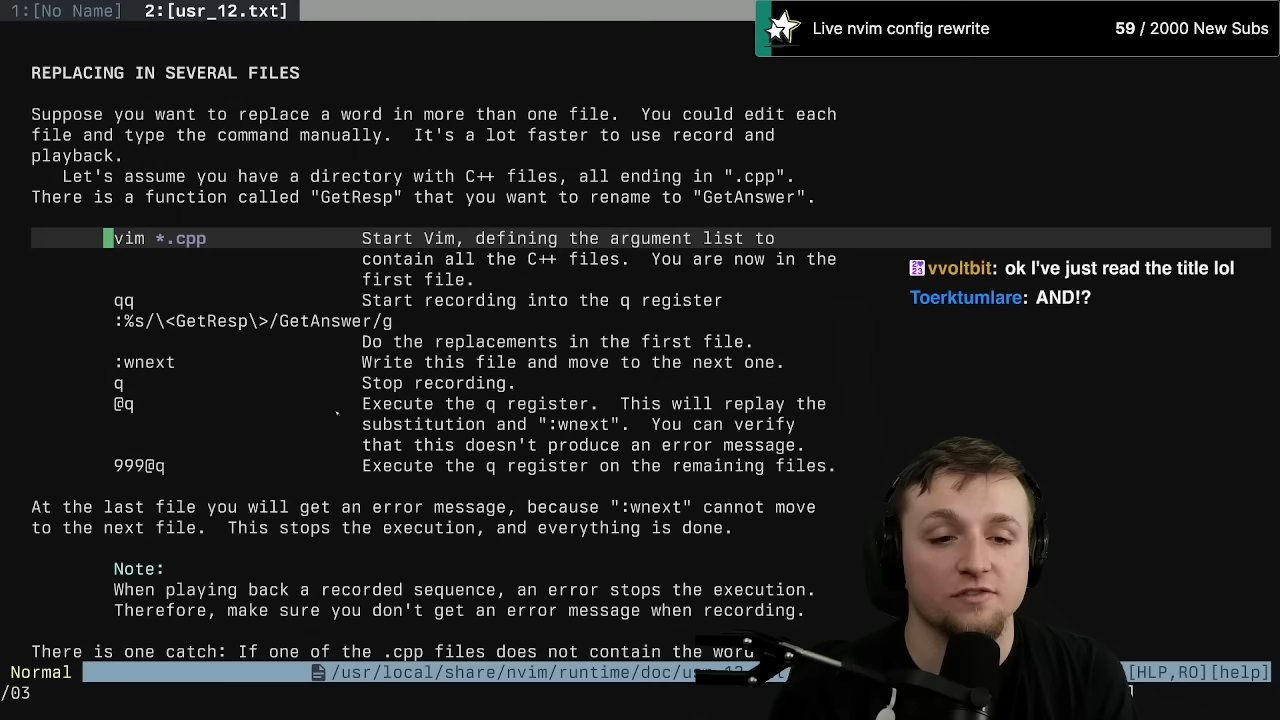 1:[No Name]  2:[usr_12.txt]
Live nvim config rewrite
59 / 2000 New Subs
REPLACING IN SEVERAL FILES
Suppose you want to replace a word in more than one file.  You could edit each
file and type the command manually.  It's a lot faster to use record and
playback.
Let's assume you have a directory with C++ files, all ending in ".cpp".
There is a function called "GetResp" that you want to rename to "GetAnswer".
vim *.cpp Start Vim, defining the argument list to
contain all the C++ files.  You are now in the
first file.
qq Start recording into the q register
:%s/\<GetResp\>/GetAnswer/g
Do the replacements in the first file.
:wnext Write this file and move to the next one.
q Stop recording.
@q Execute the q register.  This will replay the
substitution and ":wnext".  You can verify
that this doesn't produce an error message.
999@q Execute the q register on the remaining files.
At the last file you will get an error message, because ":wnext" cannot move
to the next file.  This stops the execution, and everything is done.
Note:
When playing back a recorded sequence, an error stops the execution.
Therefore, make sure you don't get an error message when recording.
There is one catch: If one of the .cpp files does not contain the word
vvoltbit: ok I've just read the title lol
Toerktumlare: AND!?
Normal /usr/local/share/nvim/runtime/doc/ [HLP,RO][help]
/03